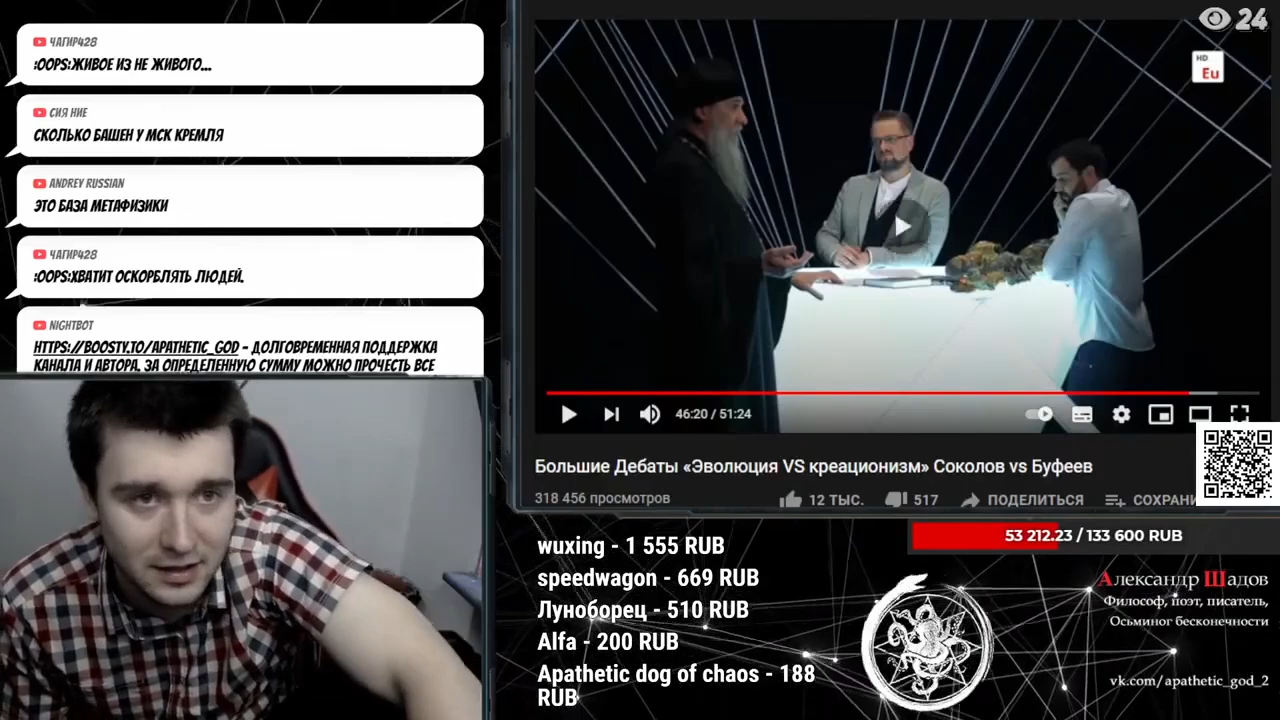 ЧАГИР428
:OOPS:ЖИВОЕ ИЗ НЕ ЖИВОГО...
СИЯ НИЕ
СКОЛЬКО БАШЕН У МСК КРЕМЛЯ
ANDREY RUSSIAN
ЭТО БАЗА МЕТАФИЗИКИ
ЧАГИР428
:OOPS:ХВАТИТ ОСКОРБЛЯТЬ ЛЮДЕЙ.
NIGHTBOT
HTTPS://BOOSTY.TO/APATHETIC_GOD - ДОЛГОВРЕМЕННАЯ ПОДДЕРЖКА
КАНАЛА И АВТОРА. ЗА ОПРЕДЕЛЕННУЮ СУММУ МОЖНО ПРОЧЕСТЬ ВСЕ
24
HD
Eu
46:20 / 51:24
Большие Дебаты «Эволюция VS креационизм» Соколов vs Буфеев
318 456 просмотров
12 ТЫС.
517
ПОДЕЛИТЬСЯ
СОХРАНИ
53 212.23 / 133 600 RUB
wuxing - 1 555 RUB
speedwagon - 669 RUB
Луноборец - 510 RUB
Alfa - 200 RUB
Apathetic dog of chaos - 188
RUB
Александр Шадов
Философ, поэт, писатель,
Осьминог бесконечности
vk.com/apathetic_god_2